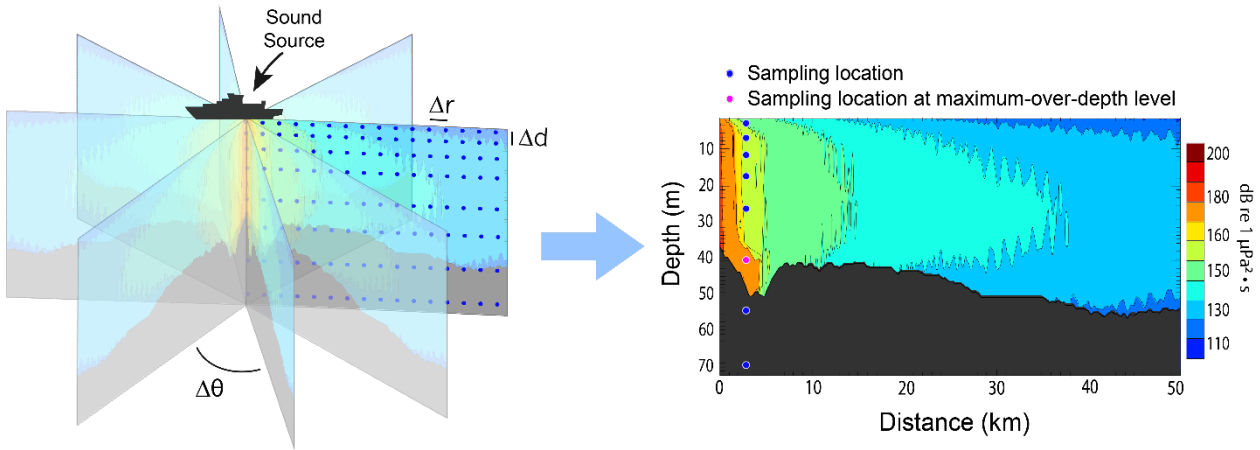 Sound
Source
Δr
Δd
Δθ
Sampling location
Sampling location at maximum-over-depth level
Depth (m)
10
20
30
40
50
60
70
0
10
20
30
40
50
Distance (km)
200
180
160
150
130
110
dB re 1 µPa²·s